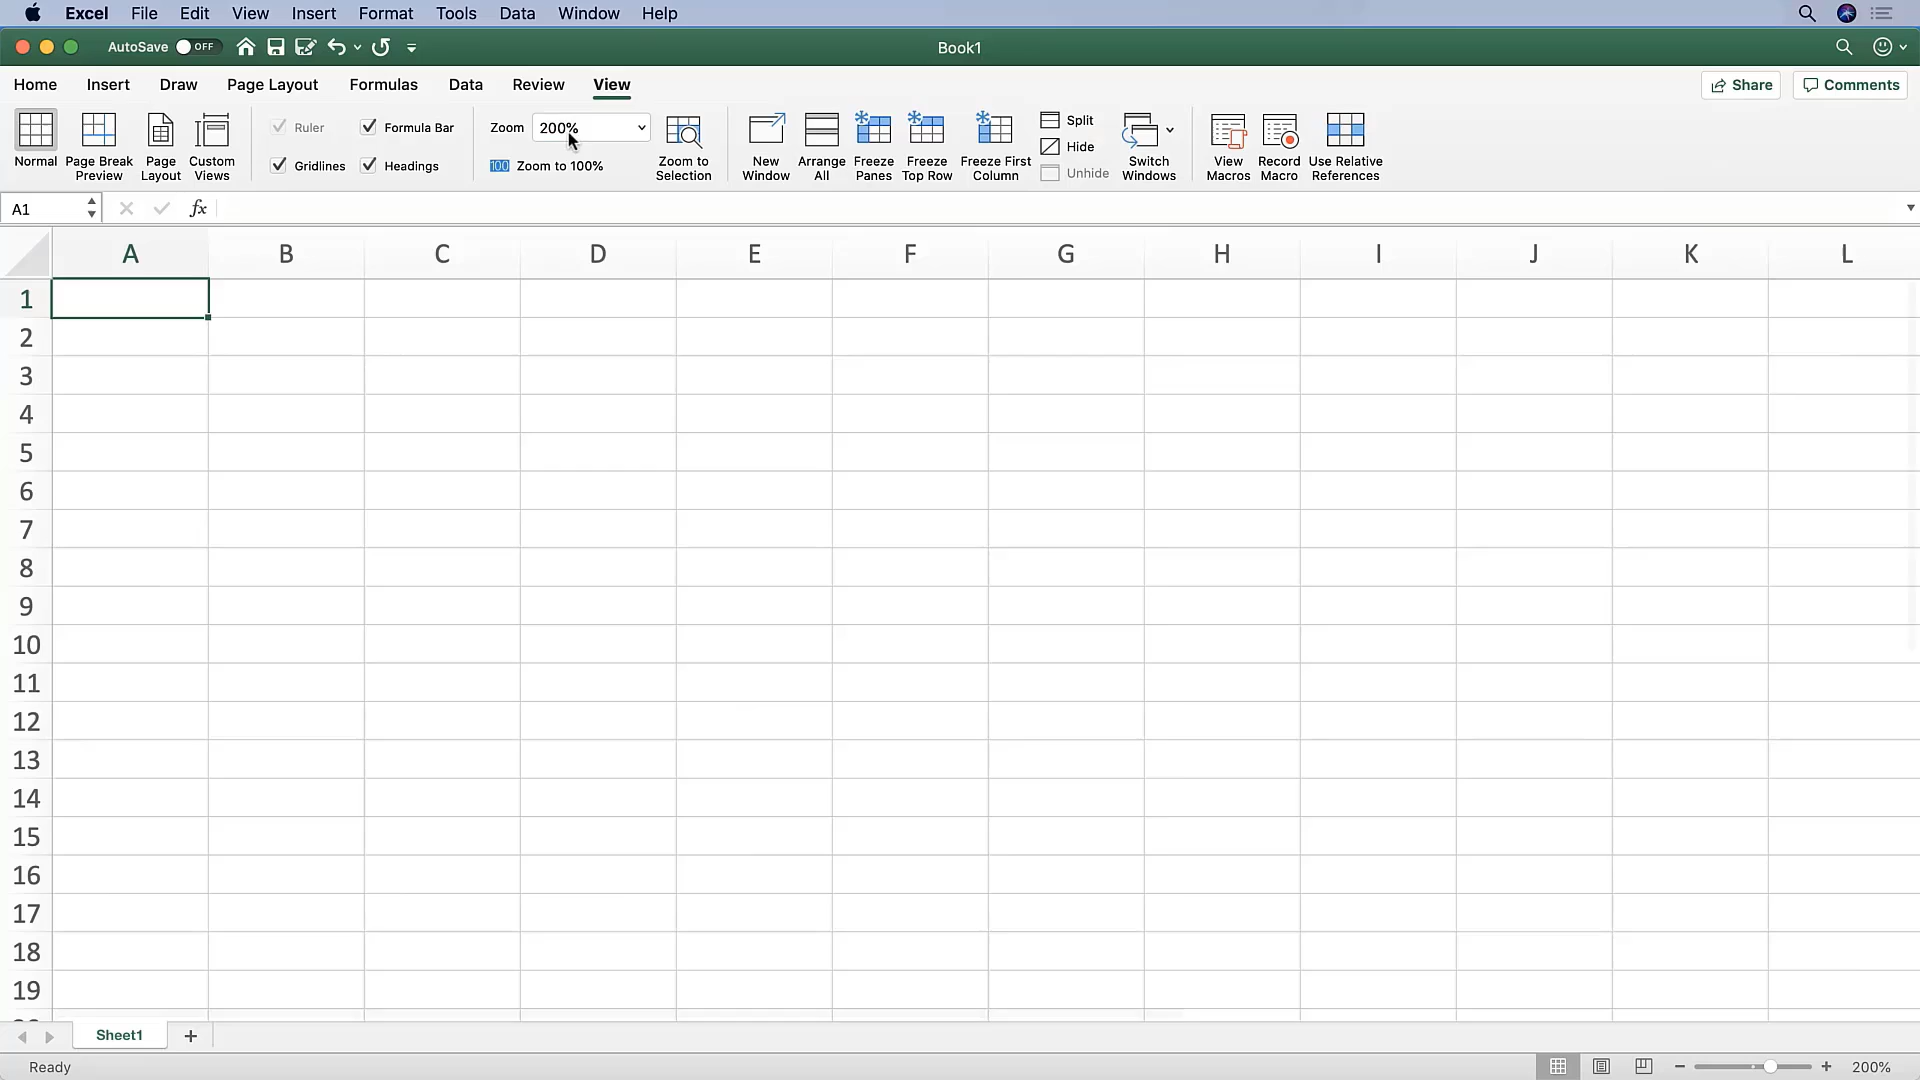 Excel File Edit View Insert Format Tools Data Window Help
AutoSave OFF Book1
Home Insert Draw Page Layout Formulas Data Review View Share Comments
Normal Page Break Preview Page Layout Custom Views
Ruler Formula Bar
Gridlines Headings
Zoom 200%
100 Zoom to 100%
Zoom to Selection
New Window Arrange All Freeze Panes Freeze Top Row Freeze First Column
Split
Hide
Unhide
Switch Windows
View Macros Record Macro Use Relative References
A1 fx
A B C D E F G H I J K L
1
2
3
4
5
6
7
8
9
10
11
12
13
14
15
16
17
18
19
Sheet1
Ready 200%